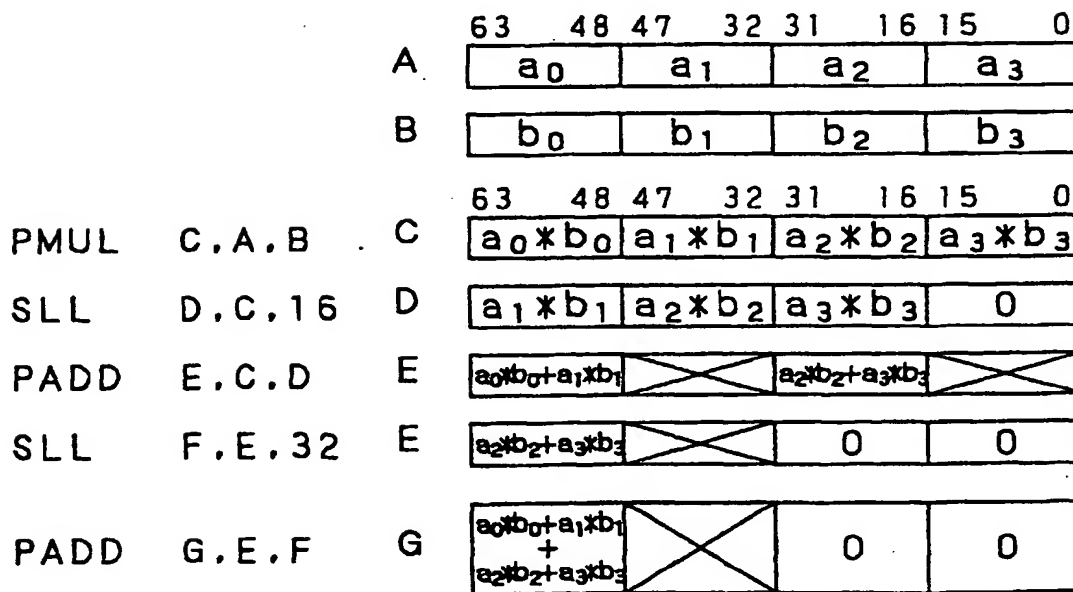 63 48 47 32 31 16 15 0
A a0 a1 a2 a3
B b0 b1 b2 b3
63 48 47 32 31 16 15 0
PMUL C.A.B C a0*b0 a1*b1 a2*b2 a3*b3
SLL D.C.16 D a1*b1 a2*b2 a3*b3 0
PADD E.C.D E a0*b0+a1*b1 a2*b2+a3*b3
SLL F.E.32 E a2*b2+a3*b3 0 0
a0*b0+a1*b1
PADD G.E.F G + 0 0
a2*b2+a3*b3